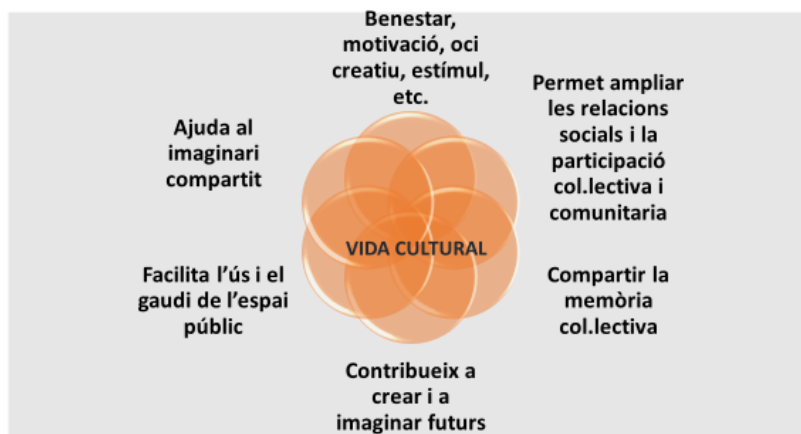 Benestar,
motivació, oci
creatiu, estímul,
etc.
Permet ampliar
les relacions
socials i la
participació
col.lectiva i
comunitaria
Compartir la
memòria
col.lectiva
Contribueix a
crear i a
imaginar futurs
Facilita l’ús i el
gaudi de l’espai
públic
Ajuda al
imaginari
compartit
VIDA CULTURAL